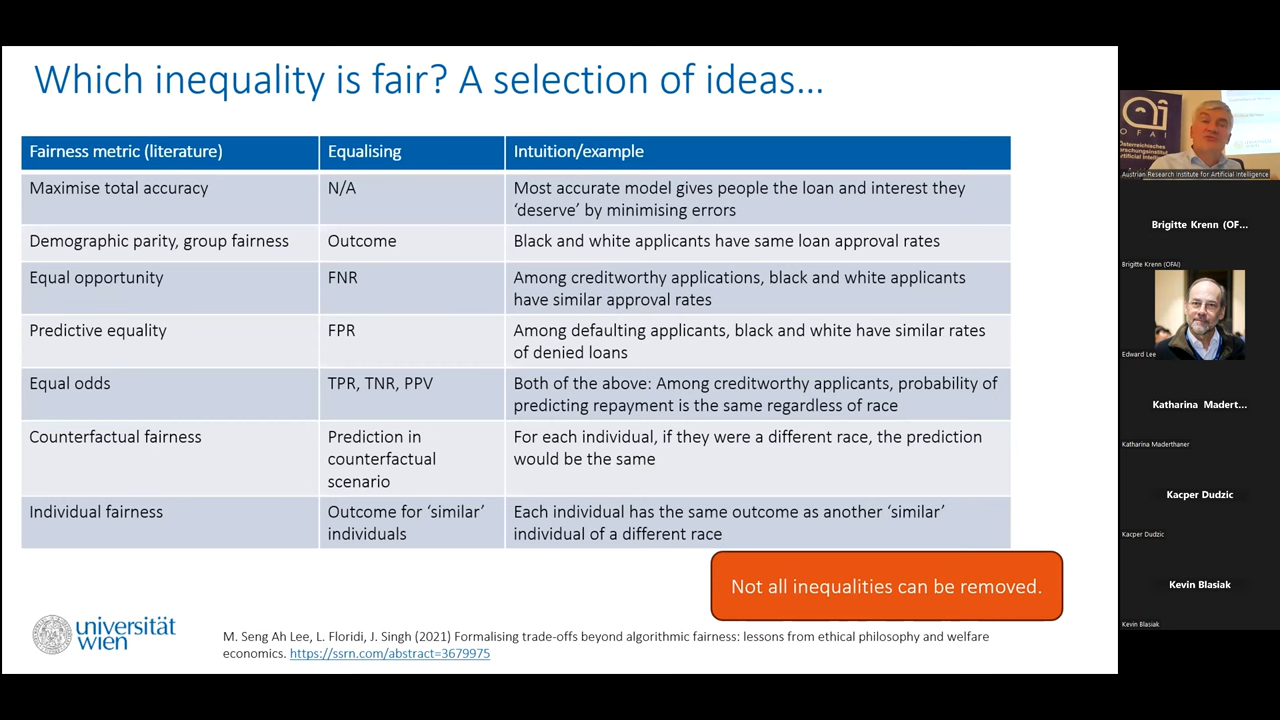 Which inequality is fair? A selection of ideas…
Fairness metric (literature)
Equalising
Intuition/example
Maximise total accuracy
N/A
Most accurate model gives people the loan and interest they
‘deserve’ by minimising errors
Demographic parity, group fairness
Outcome
Black and white applicants have same loan approval rates
Equal opportunity
FNR
Among creditworthy applications, black and white applicants
have similar approval rates
Predictive equality
FPR
Among defaulting applicants, black and white have similar rates
of denied loans
Equal odds
TPR, TNR, PPV
Both of the above: Among creditworthy applicants, probability of
predicting repayment is the same regardless of race
Counterfactual fairness
Prediction in
counterfactual
scenario
For each individual, if they were a different race, the prediction
would be the same
Individual fairness
Outcome for ‘similar’
individuals
Each individual has the same outcome as another ‘similar’
individual of a different race
Not all inequalities can be removed.
universität
wien
M. Seng Ah Lee, L. Floridi, J. Singh (2021) Formalising trade-offs beyond algorithmic fairness: lessons from ethical philosophy and welfare
economics. https://ssrn.com/abstract=3679975
OFAI
Austrian Research Institute for Artificial Intelligence
Brigitte Krenn (OF...
Brigitte Krenn (OFAI)
Edward Lee
Katharina Madert...
Katharina Maderthaner
Kacper Dudzic
Kacper Dudzic
Kevin Blasiak
Kevin Blasiak